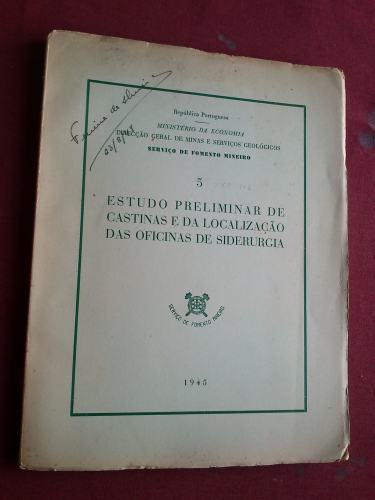 República Portuguesa
MINISTÉRIO DA ECONOMIA
DIRECÇÃO GERAL DE MINAS E SERVIÇOS GEOLÓGICOS
SERVIÇO DE FOMENTO MINEIRO
5
ESTUDO PRELIMINAR DE
CASTINAS E DA LOCALIZAÇÃO
DAS OFICINAS DE SIDERURGIA
SERVIÇO DE FOMENTO MINEIRO
1945